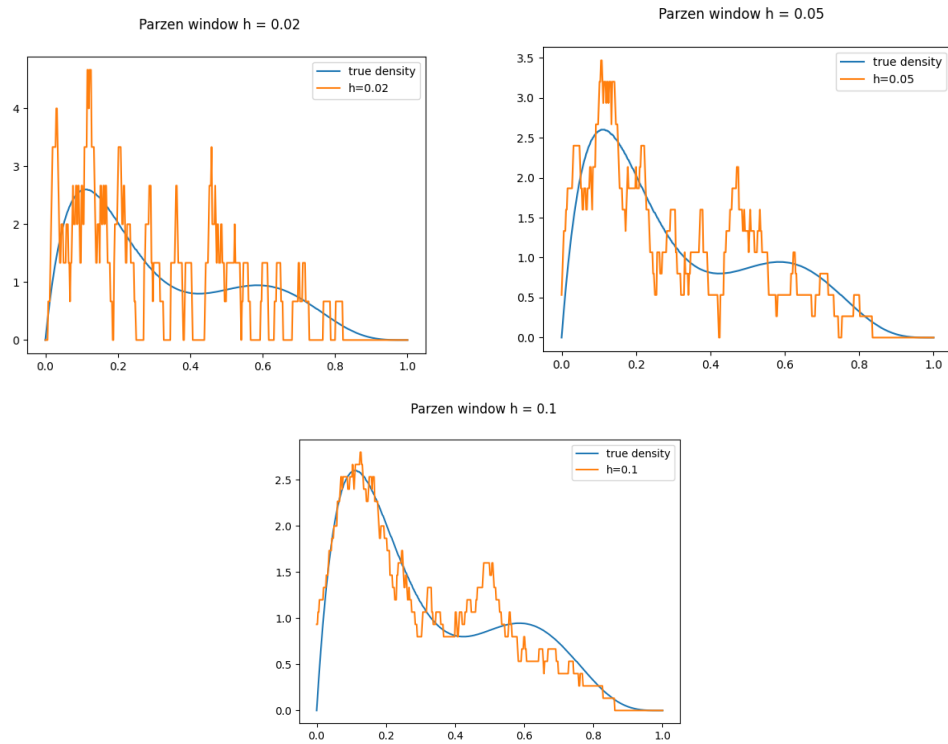 Parzen window h = 0.02
true density
h=0.02
4
3
2
1
0
0.0 0.2 0.4 0.6 0.8 1.0
Parzen window h = 0.05
true density
h=0.05
3.5
3.0
2.5
2.0
1.5
1.0
0.5
0.0
0.0 0.2 0.4 0.6 0.8 1.0
Parzen window h = 0.1
true density
h=0.1
2.5
2.0
1.5
1.0
0.5
0.0
0.0 0.2 0.4 0.6 0.8 1.0